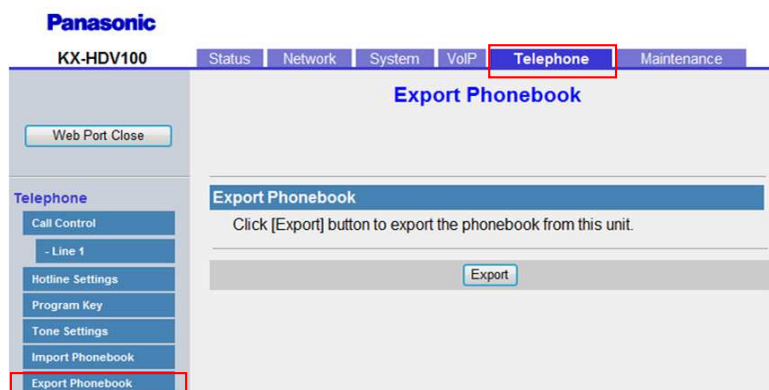 Panasonic
KX-HDV100
Status Network System VoIP Telephone Maintenance
Web Port Close
Export Phonebook
Telephone
Call Control
- Line 1
Hotline Settings
Program Key
Tone Settings
Import Phonebook
Export Phonebook
Export Phonebook
Click [Export] button to export the phonebook from this unit.
Export